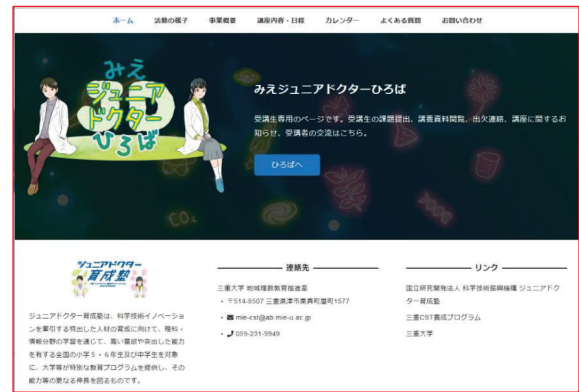 ホーム 活動の様子 事業概要 講座内容・日程 カレンダー よくある質問 お問い合わせ
みえ
ジュニア
ドクター
ひろば
みえジュニアドクターひろば
受講生専用のページです。受講生の課題提出、講義資料閲覧、出欠連絡、講座に関するお
知らせ、受講者の交流はこちら。
ひろばへ
CO₂
ジュニアドクター
育成塾
ジュニアドクター育成塾は、科学技術イノベーショ
ンを牽引する傑出した人材の育成に向けて、理科・
情報分野の学習を通じて、高い意欲や突出した能力
を有する全国の小学5・6年生及び中学生を対象
に、大学等が特別な教育プログラムを提供し、その
能力等の更なる伸長を図るものです。
連絡先
三重大学 地域理数教育推進室
・ 〒514-8507 三重県津市栗真町屋町1577
・ mie-cst@ab.mie-u.ac.jp
・ 059-231-9949
リンク
国立研究開発法人 科学技術振興機構 ジュニアドク
ター育成塾
三重CST養成プログラム
三重大学